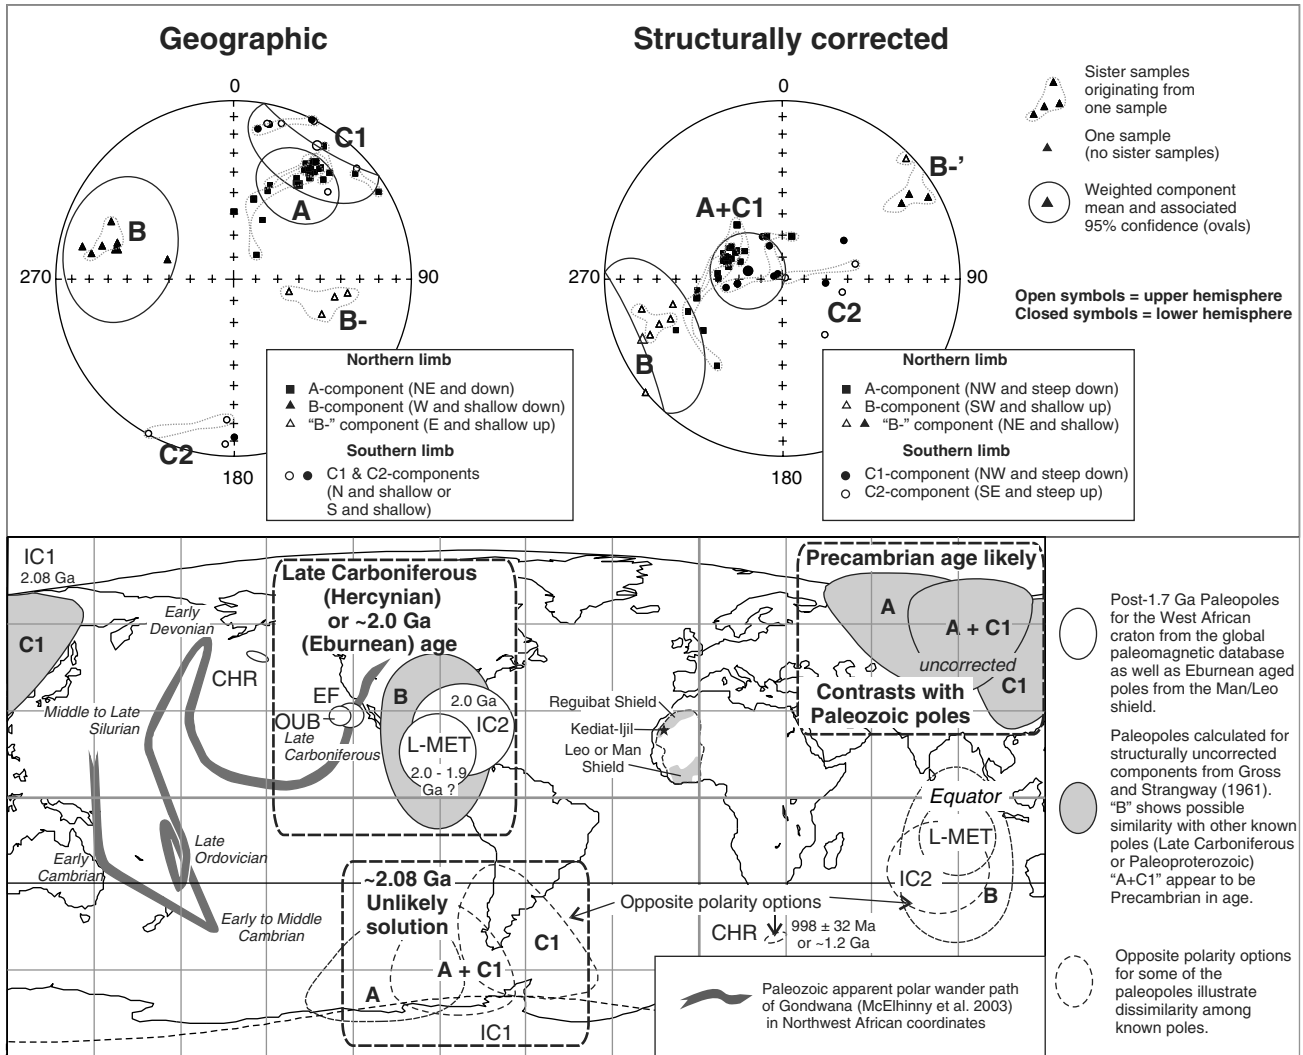 Geographic
Structurally corrected
0
270
90
180
C1
A
B
B-
C2
Northern limb
A-component (NE and down)
B-component (W and shallow down)
“B-” component (E and shallow up)
Southern limb
C1 & C2-components
(N and shallow or
S and shallow)
0
270
90
180
B-’
A+C1
C2
B
Northern limb
A-component (NW and steep down)
B-component (SW and shallow up)
“B-” component (NE and shallow)
Southern limb
C1-component (NW and steep down)
C2-component (SE and steep up)
Sister samples
originating from
one sample
One sample
(no sister samples)
Weighted component
mean and associated
95% confidence (ovals)
Open symbols = upper hemisphere
Closed symbols = lower hemisphere
IC1
2.08 Ga
C1
Early
Devonian
CHR
Middle to Late
Silurian
Early
Cambrian
Late
Ordovician
Early to Middle
Cambrian
Late Carboniferous
(Hercynian)
or ~2.0 Ga
(Eburnean) age
EF
OUB
Late
Carboniferous
B
2.0 Ga
IC2
L-MET
2.0 - 1.9
Ga ?
Reguibat Shield
Kediat-Ijil
Leo or Man
Shield
Precambrian age likely
A
A + C1
uncorrected
C1
Contrasts with
Paleozoic poles
Equator
L-MET
IC2
B
~2.08 Ga
Unlikely
solution
C1
A + C1
A
IC1
Opposite polarity options
CHR
998 ± 32 Ma
or ~1.2 Ga
Paleozoic apparent polar wander path
of Gondwana (McElhinny et al. 2003)
in Northwest African coordinates
Post-1.7 Ga Paleopoles
for the West African
craton from the global
paleomagnetic database
as well as Eburnean aged
poles from the Man/Leo
shield.
Paleopoles calculated for
structurally uncorrected
components from Gross
and Strangway (1961).
“B” shows possible
similarity with other known
poles (Late Carboniferous
or Paleoproterozoic)
“A+C1” appear to be
Precambrian in age.
Opposite polarity options
for some of the
paleopoles illustrate
dissimilarity among
known poles.